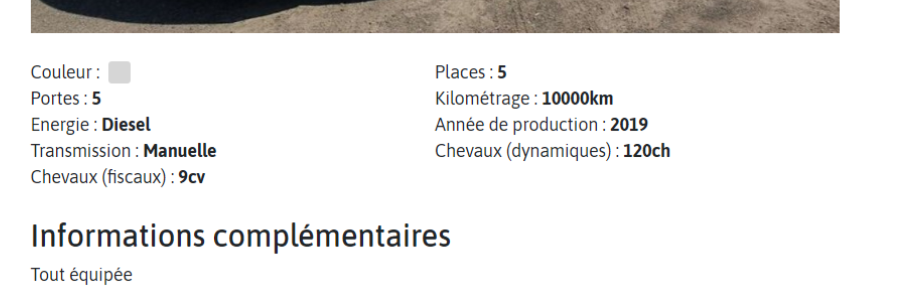 Couleur :
Portes : 5
Energie : Diesel
Transmission : Manuelle
Chevaux (fiscaux) : 9cv
Places : 5
Kilométrage : 10000km
Année de production : 2019
Chevaux (dynamiques) : 120ch
Informations complémentaires
Tout équipée